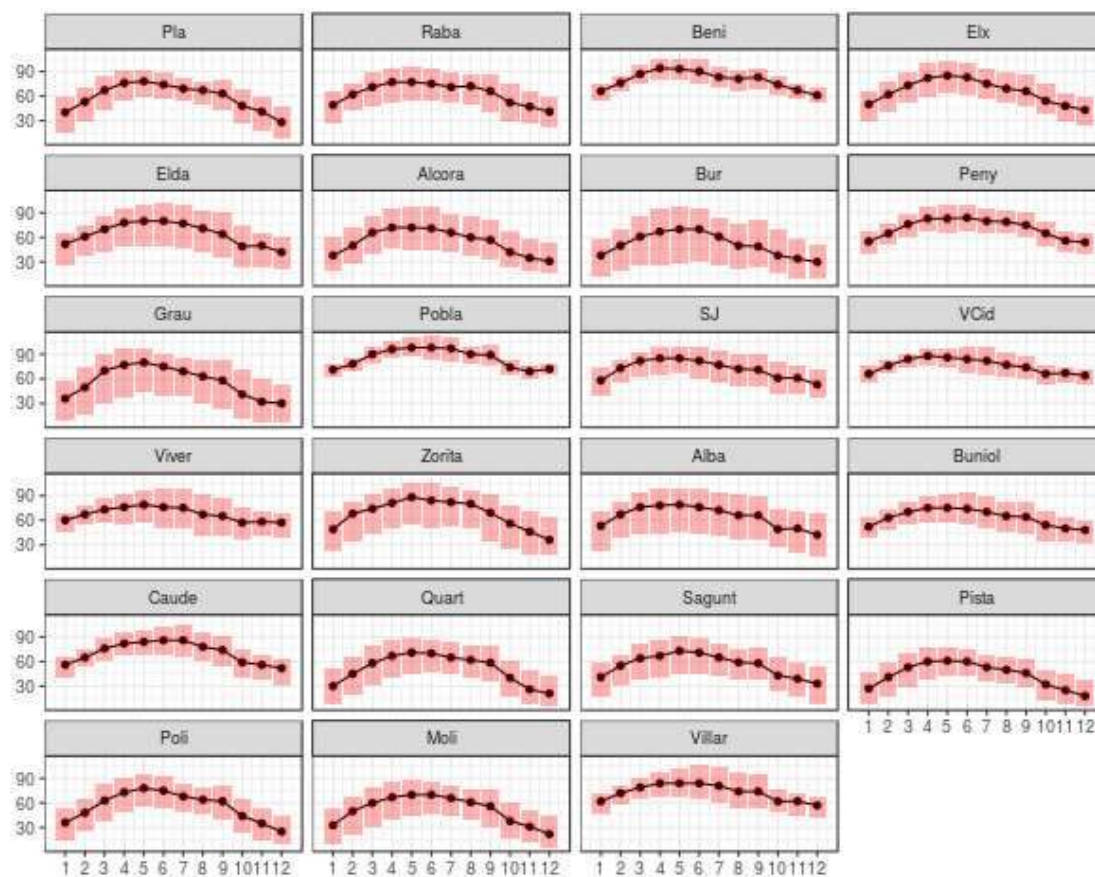 Pla Raba Beni Elx
90
60
30
Elda Alcora Bur Peny
90
60
30
Grau Pobla SJ VCid
90
60
30
Viver Zorita Alba Buniol
90
60
30
Caude Quart Sagunt Pista
90
60
30
1 2 3 4 5 6 7 8 9 10 11 12
Poli Moli Villar
90
60
30
1 2 3 4 5 6 7 8 9 10 11 12 1 2 3 4 5 6 7 8 9 10 11 12 1 2 3 4 5 6 7 8 9 10 11 12